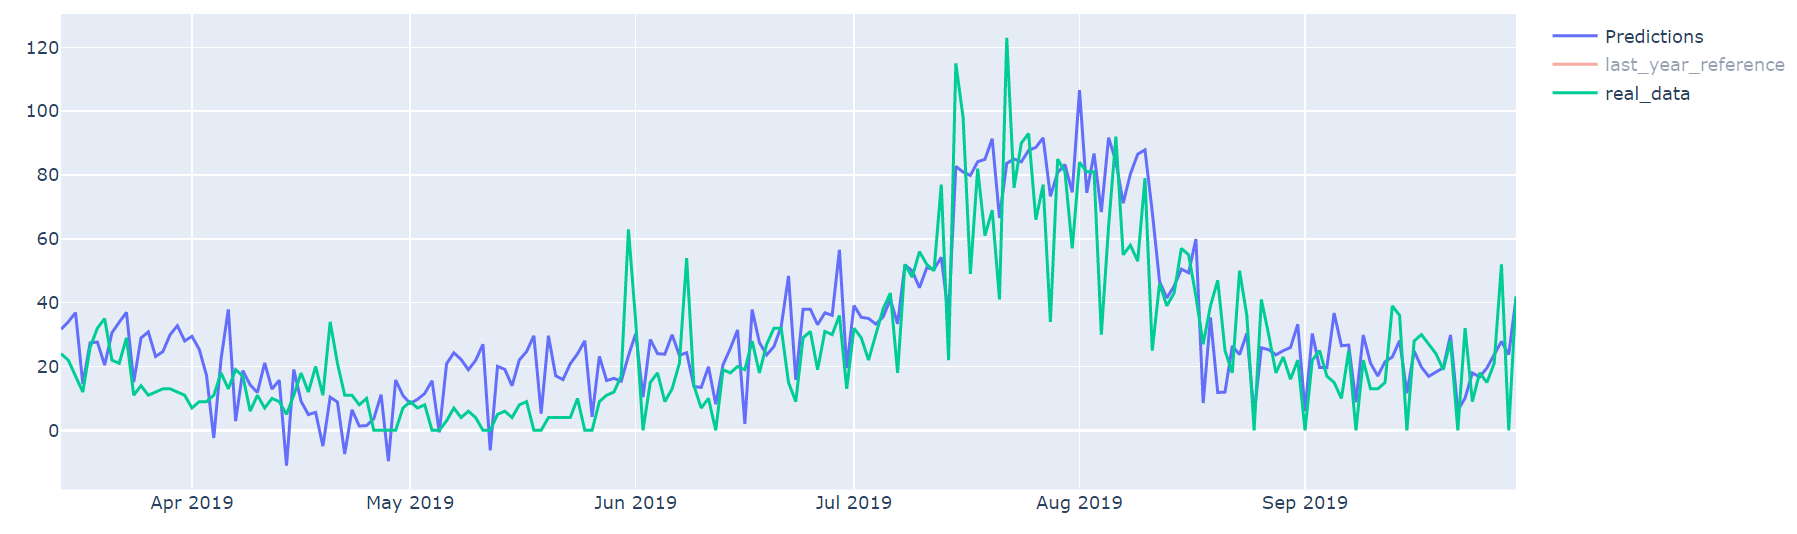 120
100
80
60
40
20
0
Apr 2019
May 2019
Jun 2019
Jul 2019
Aug 2019
Sep 2019
Predictions
last_year_reference
real_data